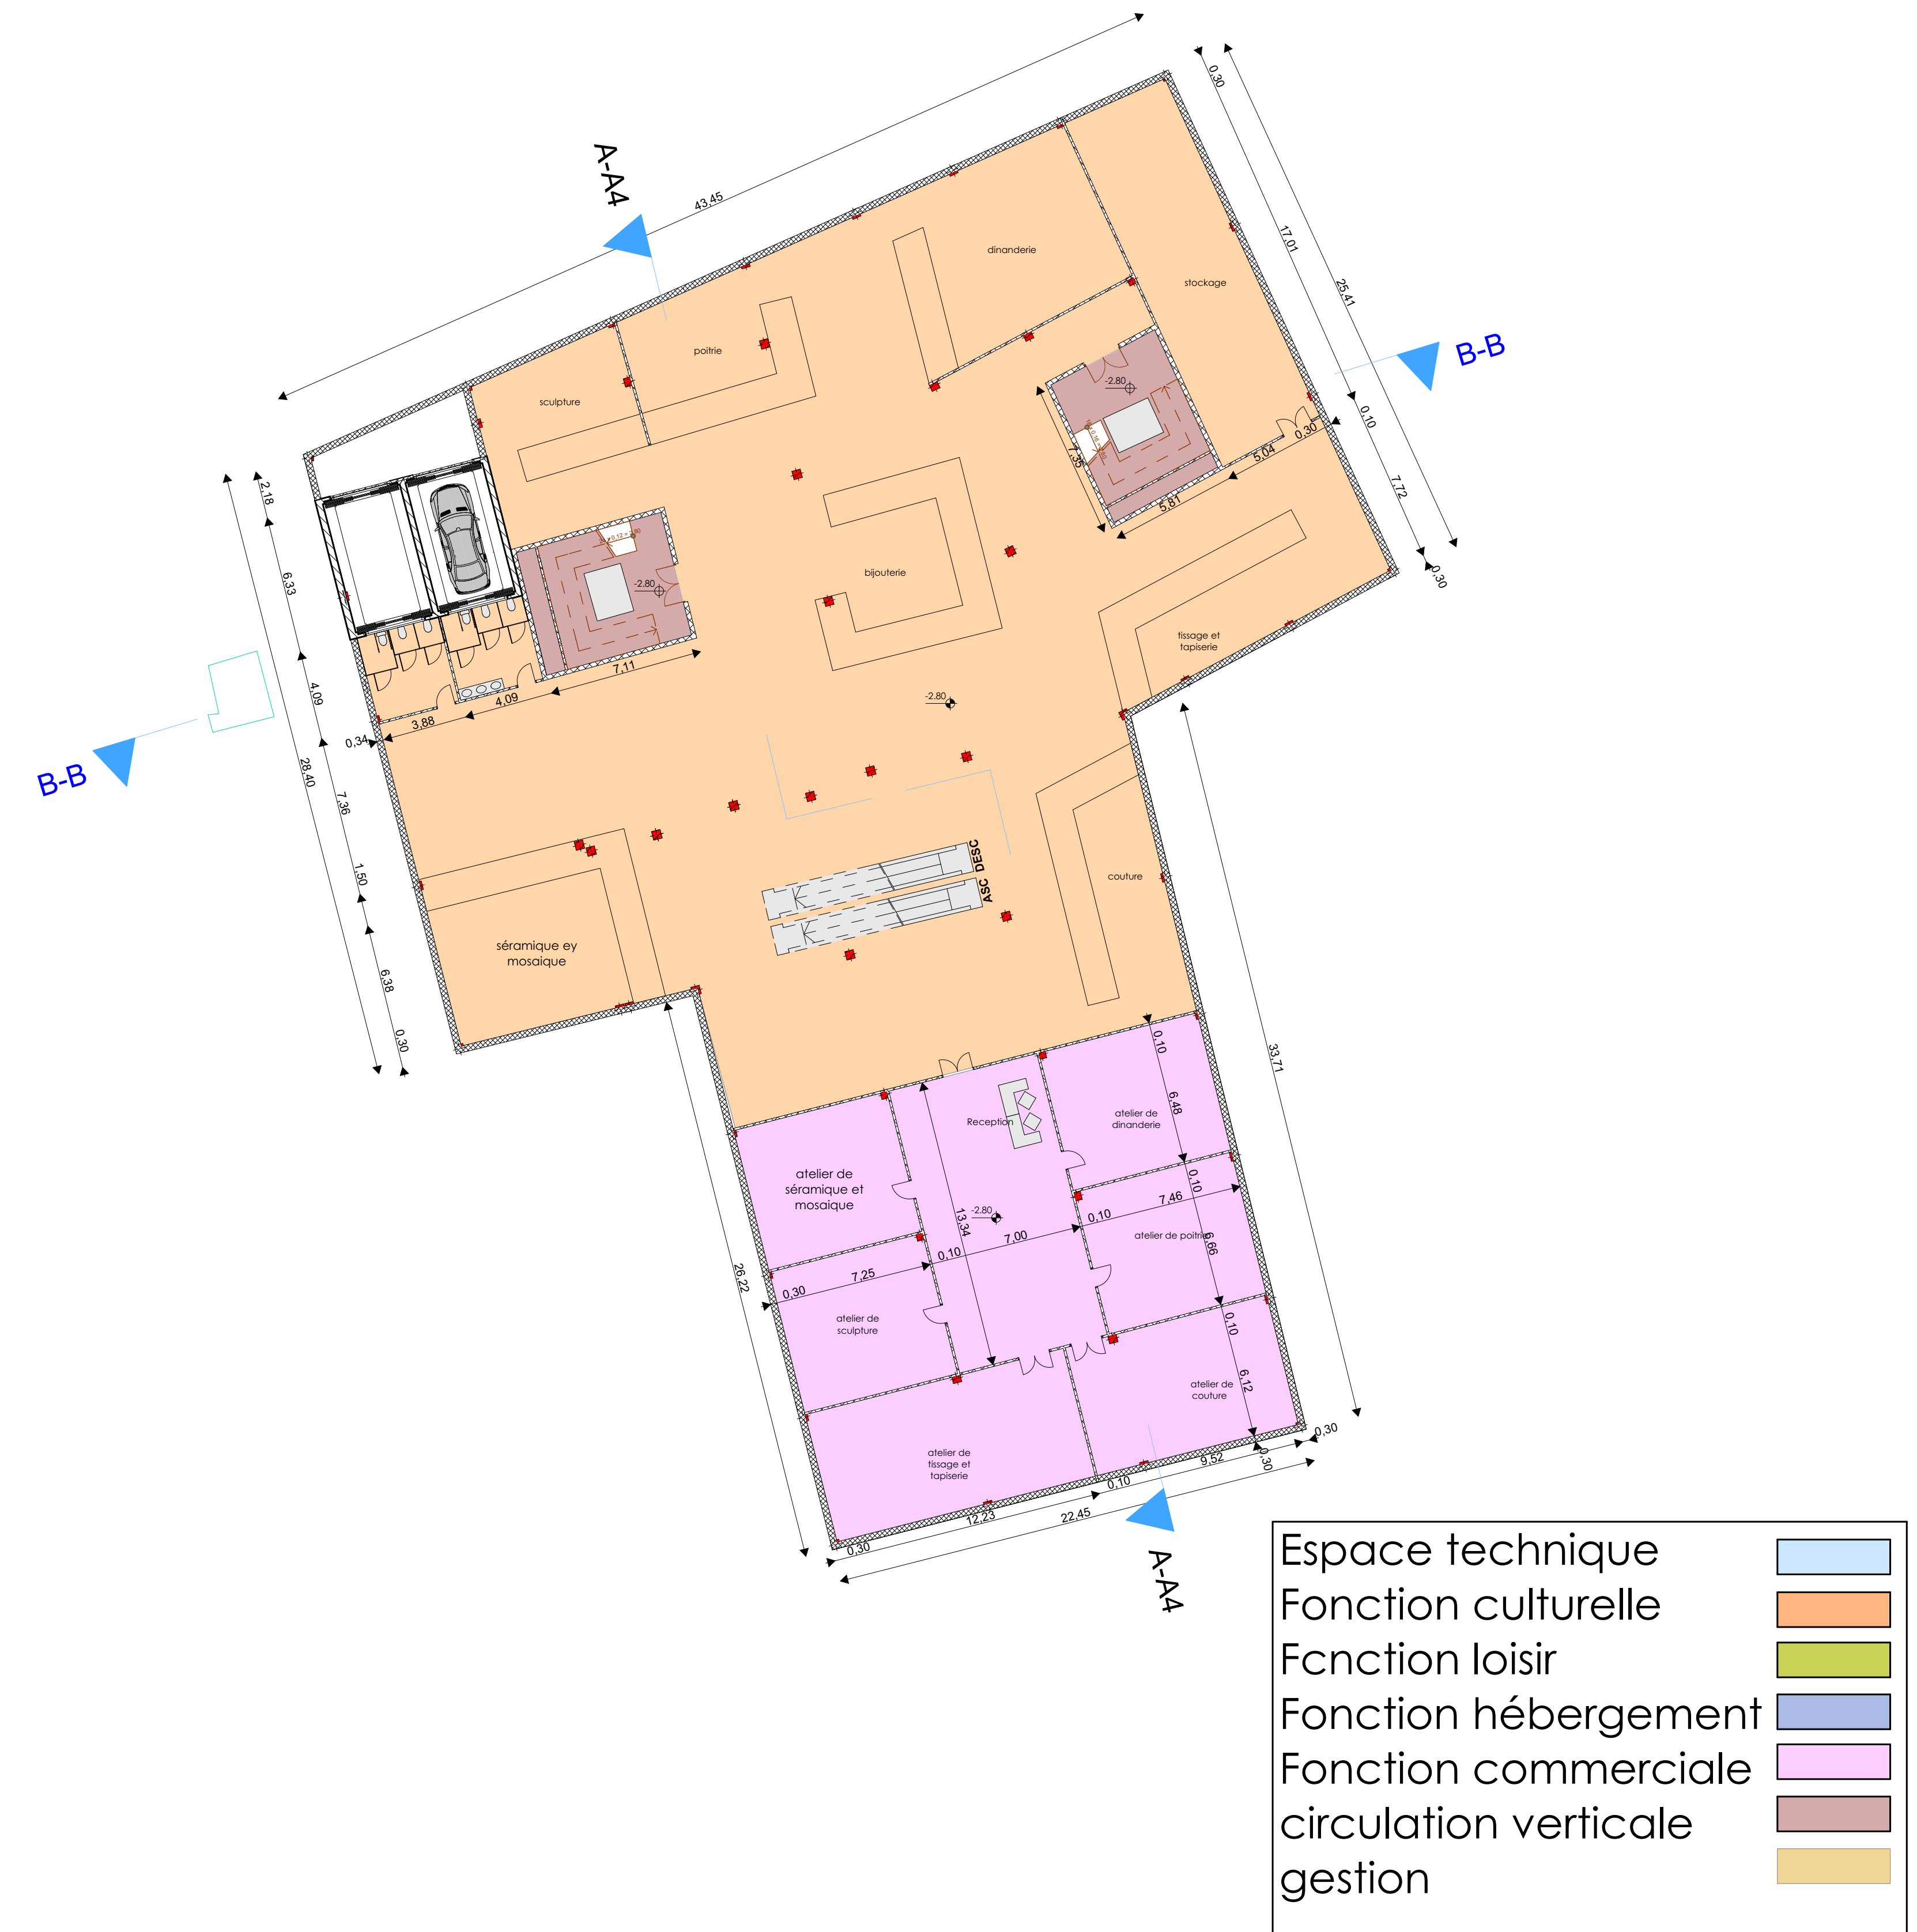 43,45
0,30
A-A4
17,01
25,41
dinanderie
stockage
B-B
poitrie
sculpture
-2.80
0,10
0,30
5,04
7,35
5,81
7,72
0,30
2,18
6,33
-2.80
bijouterie
tissage et
tapiserie
7,11
4,09
3,88
0,34
4,09
-2.80
B-B
28,40
7,36
1,50
DESC
ASC
couture
séramique ey
mosaique
6,38
0,30
33,71
0,10
6,48
Reception
atelier de
dinanderie
atelier de
séramique et
mosaique
0,10
7,46
0,10
-2.80
13,34
7,00
0,10
atelier de poitrie
6,66
26,22
7,25
0,30
atelier de
sculpture
0,10
6,12
atelier de
couture
atelier de
tissage et
tapiserie
0,30
9,52
0,30
0,10
12,23
22,45
0,30
A-A4
Espace technique
Fonction culturelle
Fcnction loisir
Fonction hébergement
Fonction commerciale
circulation verticale
gestion